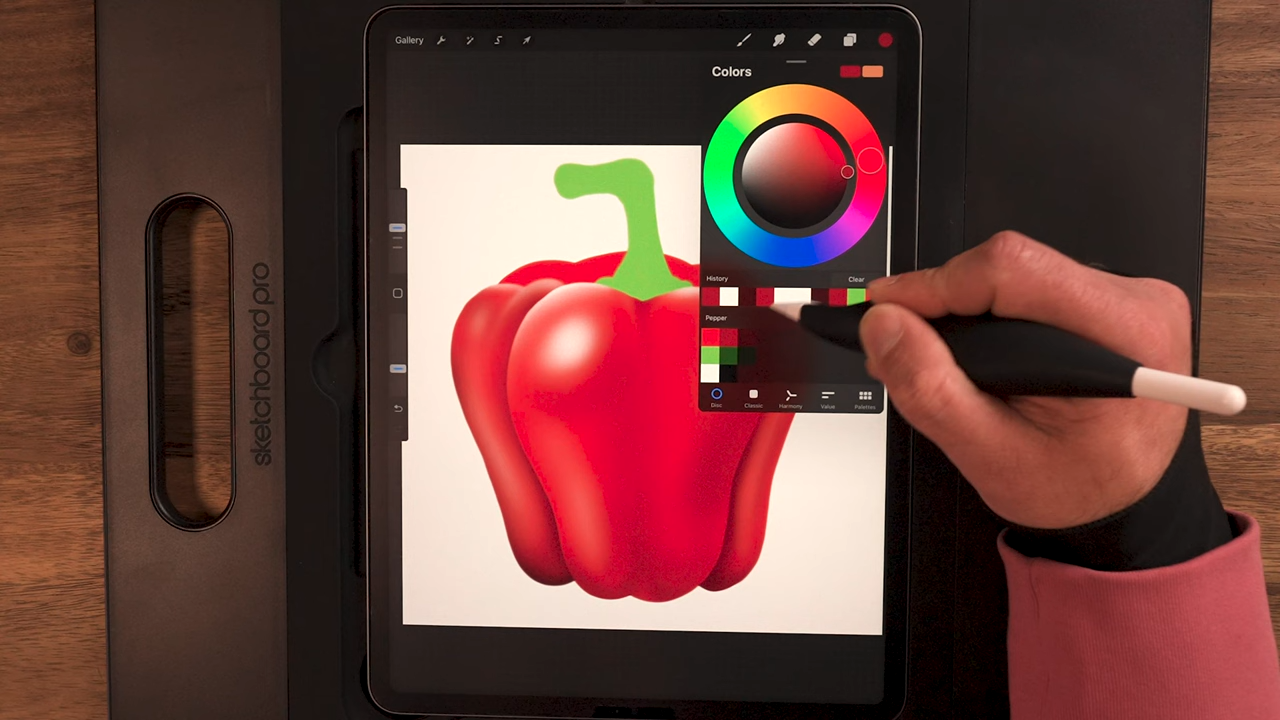 Gallery
Colors
History
Clear
Pepper
Disc
Classic
Harmony
Value
Palettes
sketchboard pro